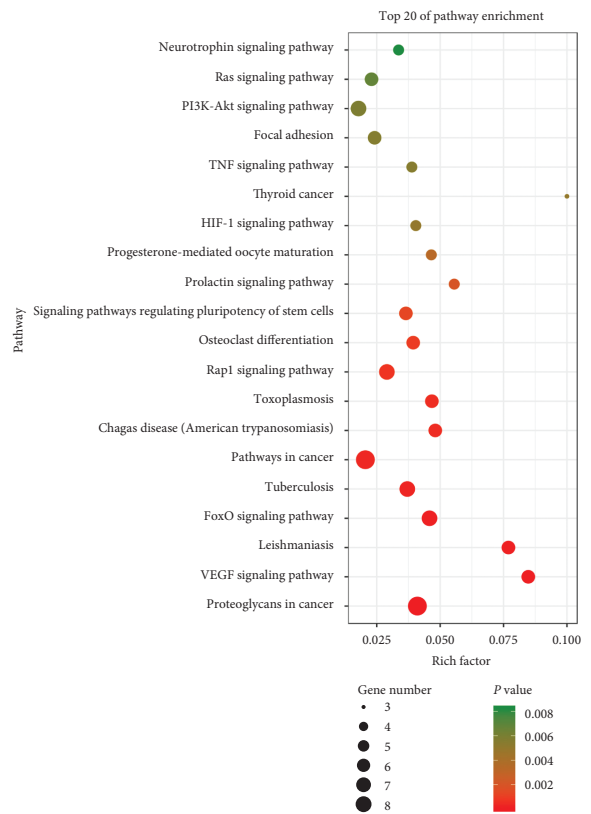 Top 20 of pathway enrichment
Neurotrophin signaling pathway
Ras signaling pathway
PI3K-Akt signaling pathway
Focal adhesion
TNF signaling pathway
Thyroid cancer
HIF-1 signaling pathway
Progesterone-mediated oocyte maturation
Prolactin signaling pathway
Signaling pathways regulating pluripotency of stem cells
Osteoclast differentiation
Rap1 signaling pathway
Toxoplasmosis
Chagas disease (American trypanosomiasis)
Pathways in cancer
Tuberculosis
FoxO signaling pathway
Leishmaniasis
VEGF signaling pathway
Proteoglycans in cancer
Pathway
0.025 0.050 0.075 0.100
Rich factor
Gene number
3
4
5
6
7
8
P value
0.008
0.006
0.004
0.002